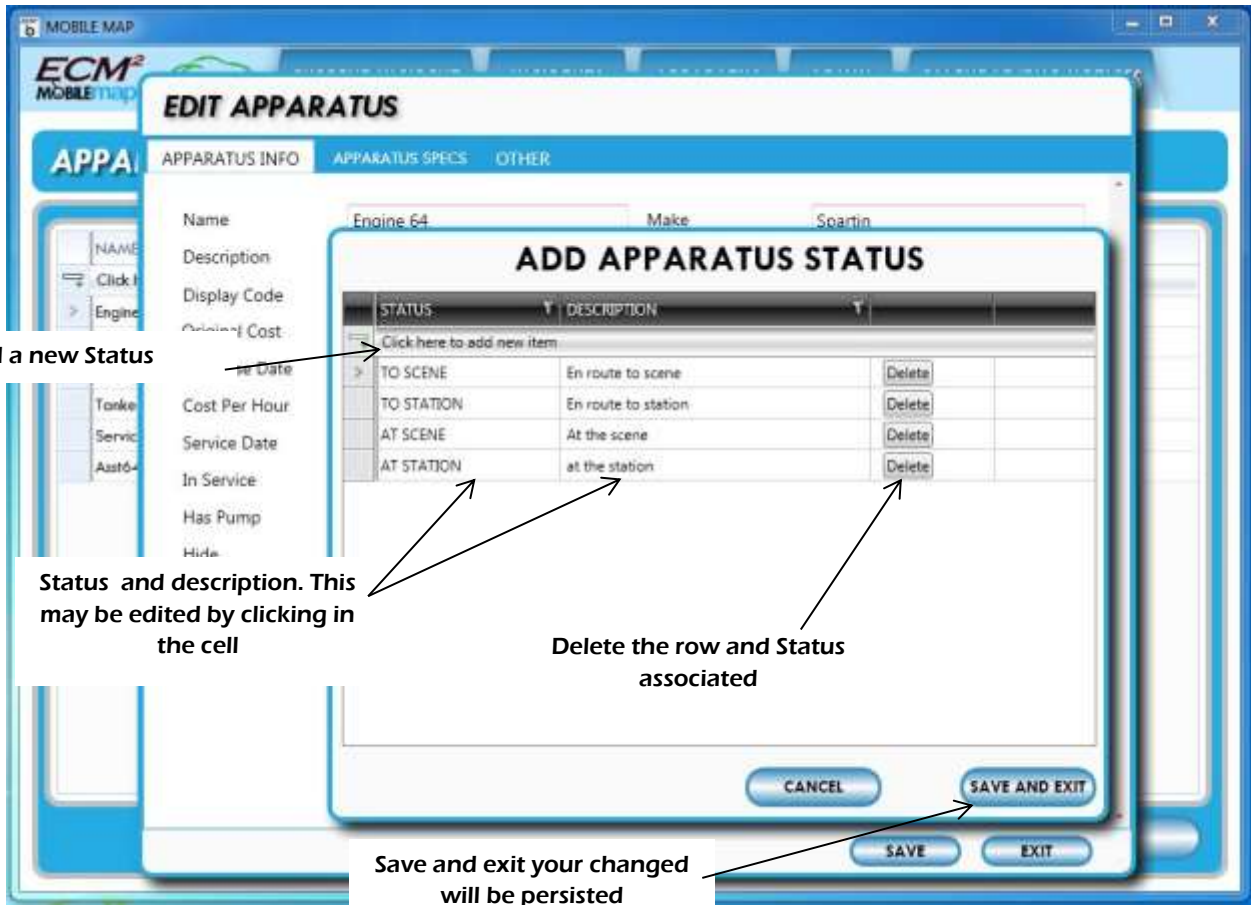 MOBILE MAP
ECM²
MOBILEmap
EDIT APPARATUS
APPA
APPARATUS INFO APPARATUS SPECS OTHER
Name Engine 64 Make Spartin
NAME
Description
ADD APPARATUS STATUS
Click h
Display Code
Engine
STATUS DESCRIPTION
Cost
Click here to add new item
a new Status
Date
TO SCENE En route to scene Delete
Tanke
Cost Per Hour
TO STATION En route to station Delete
Servic
Service Date
AT SCENE At the scene Delete
Asst64
AT STATION at the station Delete
In Service
Has Pump
Hide
Status and description. This
may be edited by clicking in
the cell
Delete the row and Status
associated
CANCEL SAVE AND EXIT
SAVE EXIT
Save and exit your changed
will be persisted